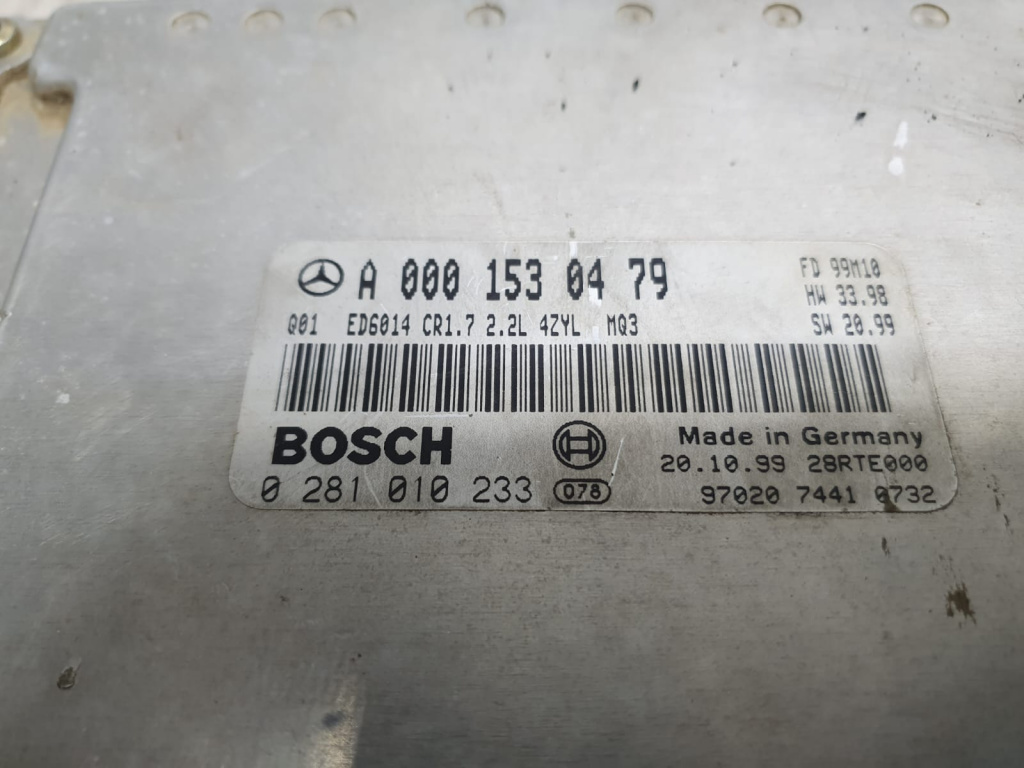 A 000 153 04 79
FD 99M10
HW 33.98
Q01 ED6014 CR1.7 2.2L 4ZYL MQ3
SW 20.99
BOSCH
Made in Germany
20.10.99 28RTE000
0 281 010 233 078
97020 7441 0732